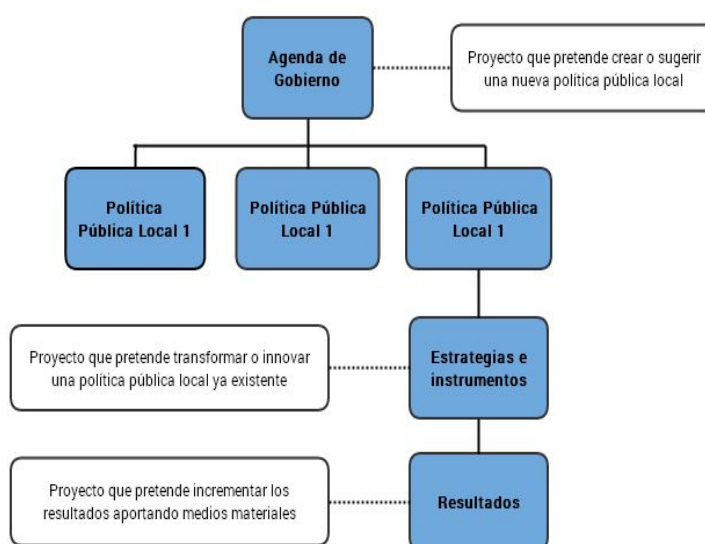 Agenda de
Gobierno
Proyecto que pretende crear o sugerir
una nueva política pública local
Política
Pública Local 1
Política Pública
Local 1
Política Pública
Local 1
Proyecto que pretende transformar o innovar
una política pública local ya existente
Estrategias e
instrumentos
Proyecto que pretende incrementar los
resultados aportando medios materiales
Resultados